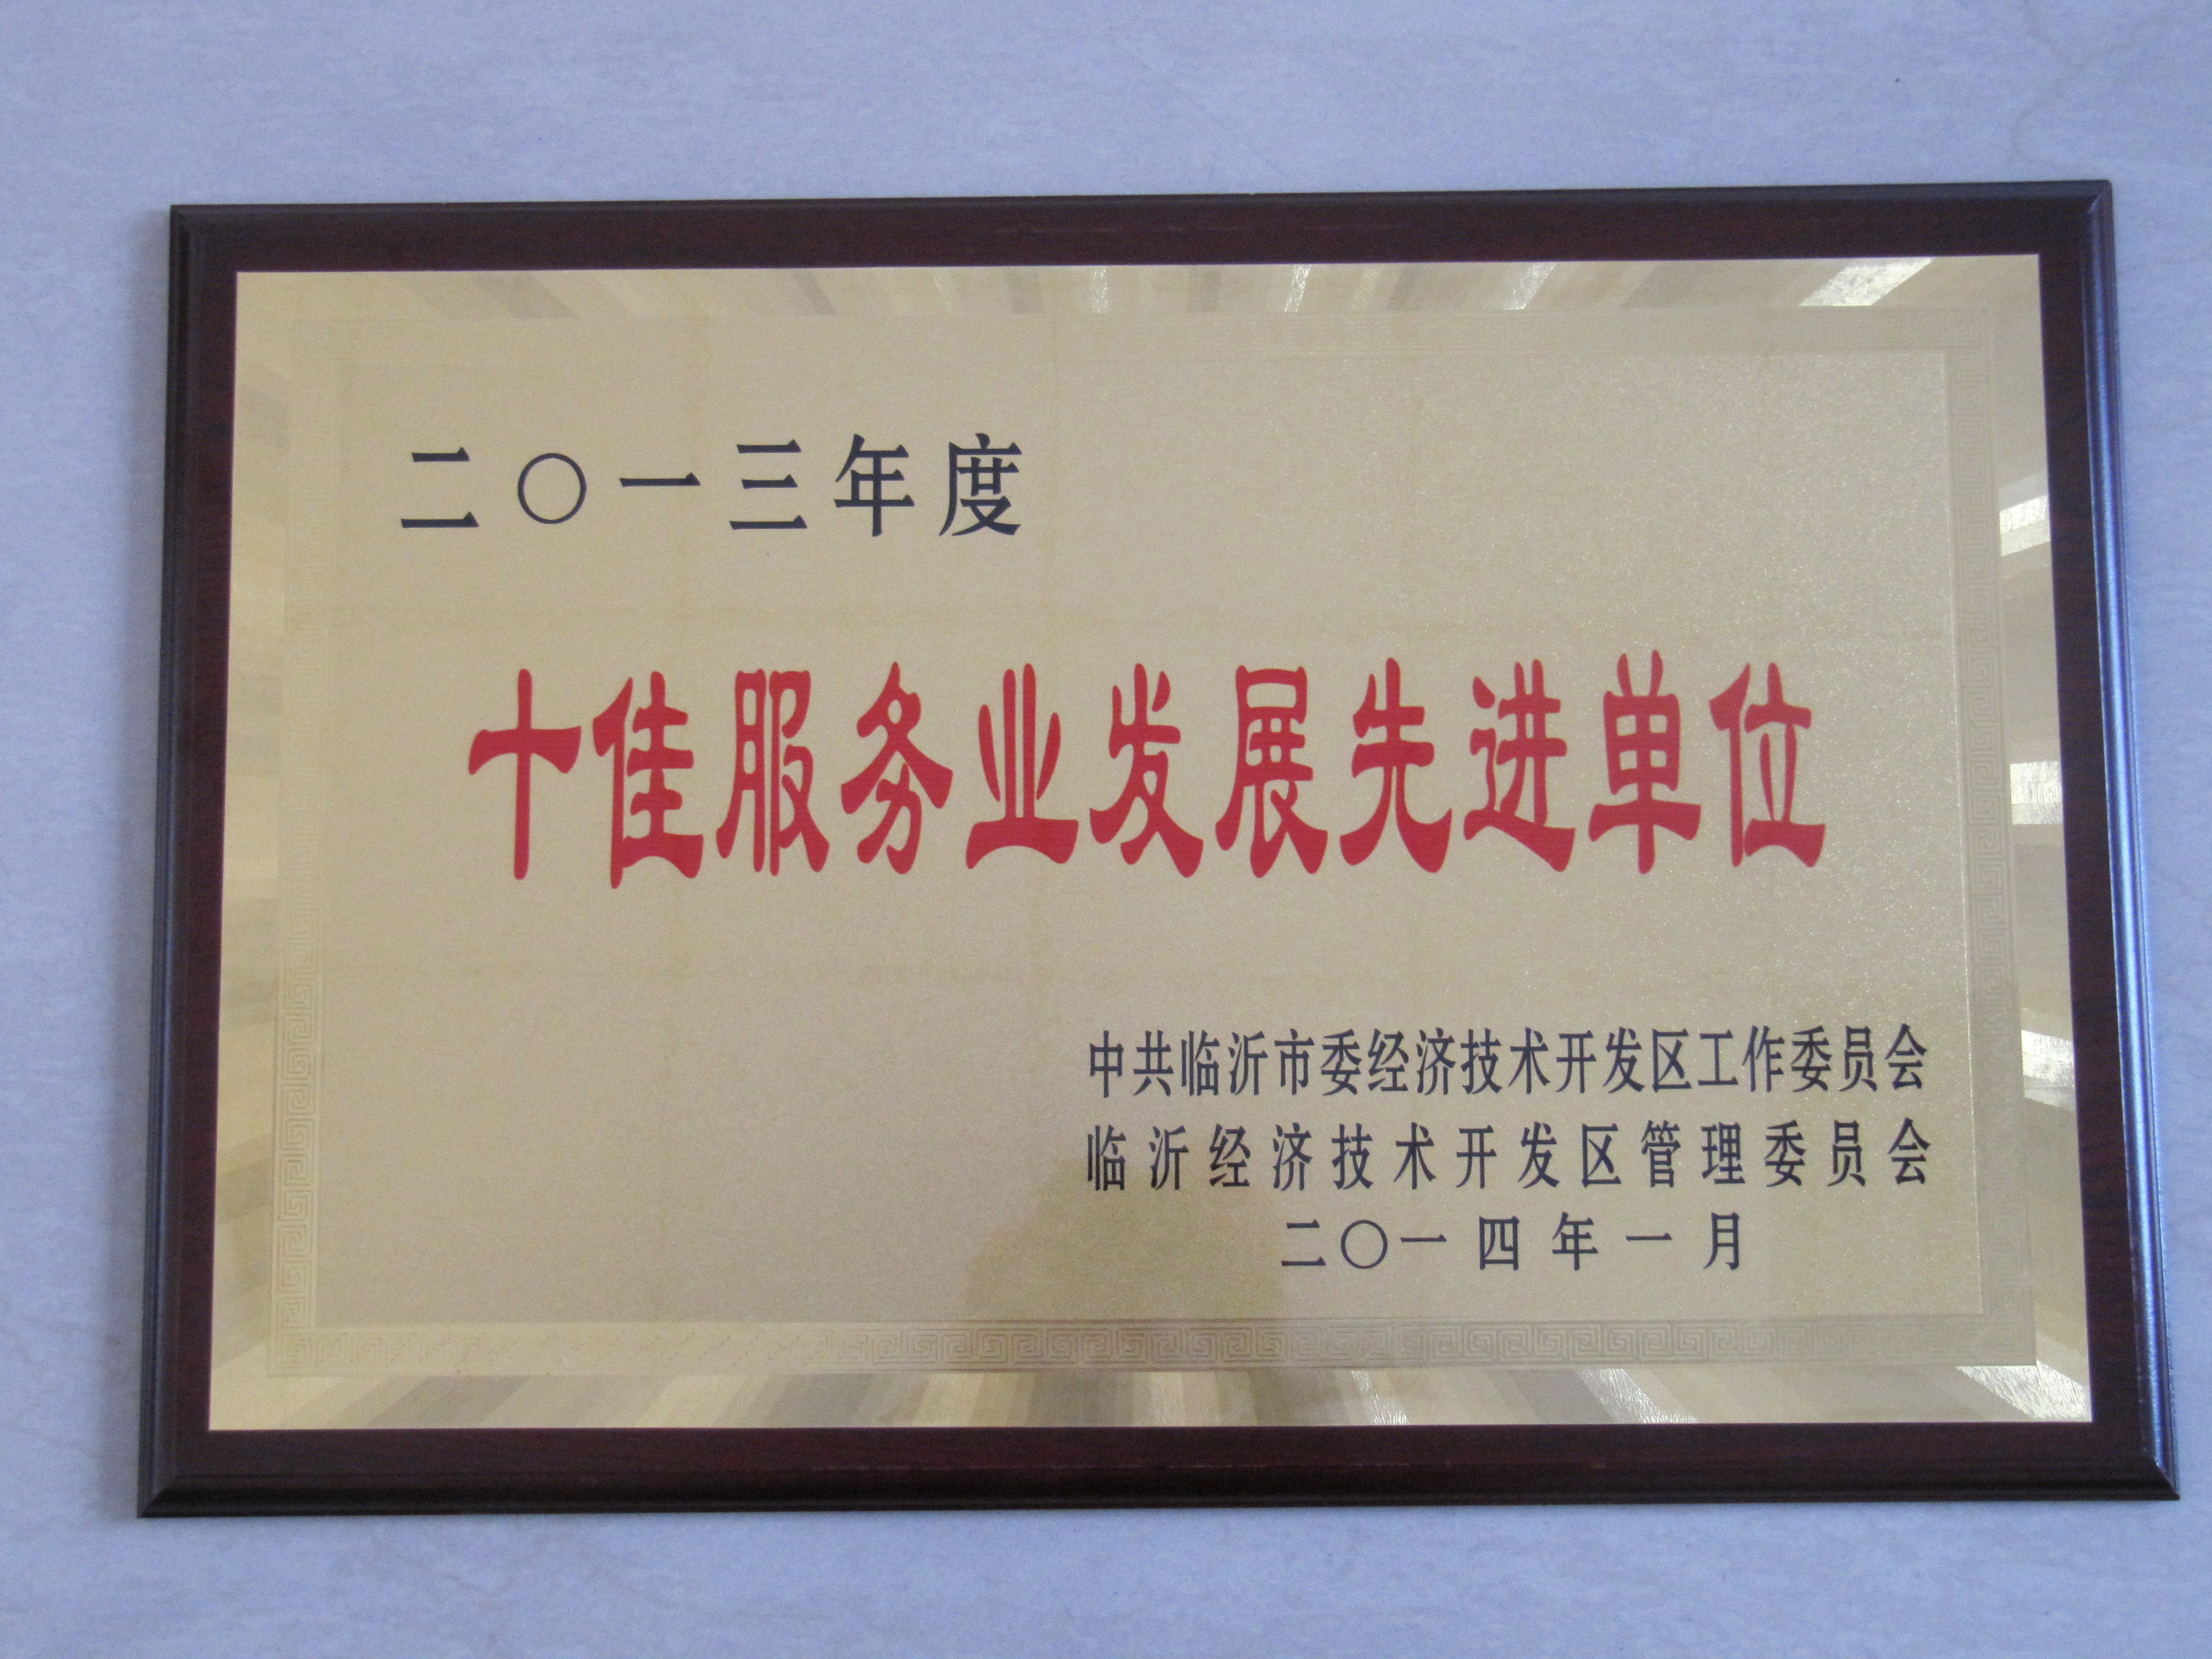 二〇一三年度
十佳服务业发展先进单位
中共临沂市委经济技术开发区工作委员会
临沂经济技术开发区管理委员会
二〇一四年一月